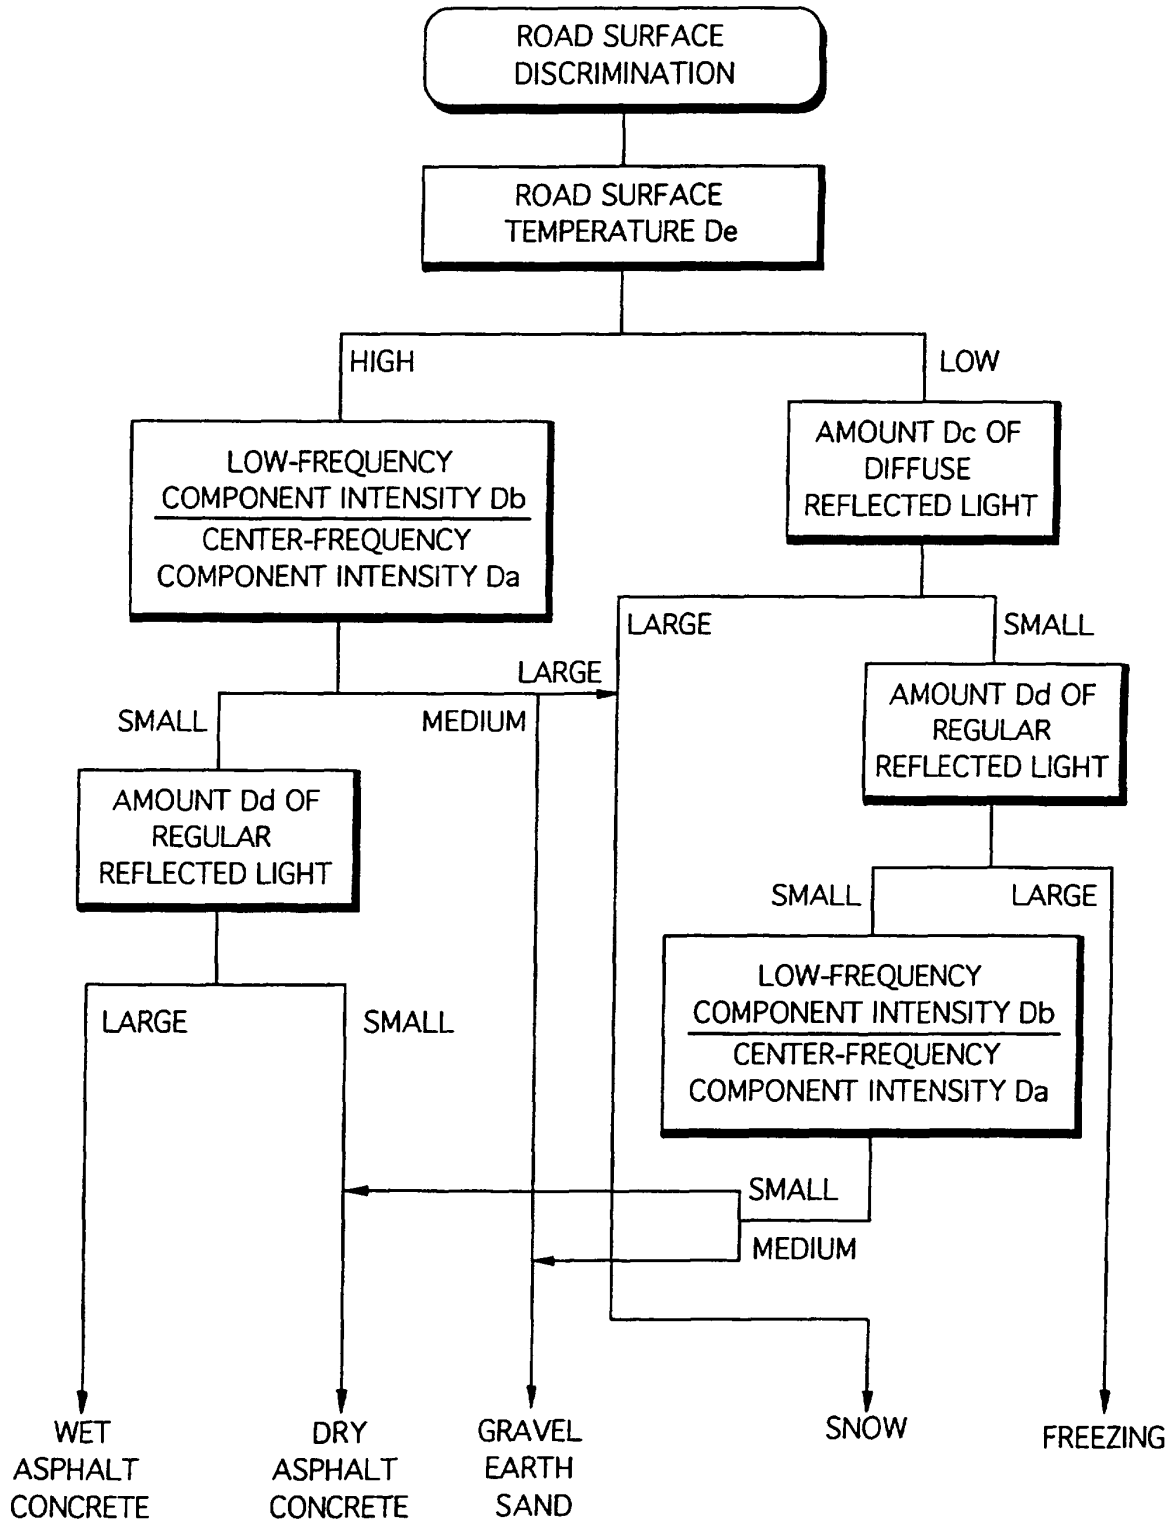 ROAD SURFACE
DISCRIMINATION
ROAD SURFACE
TEMPERATURE De
HIGH
LOW
LOW-FREQUENCY
COMPONENT INTENSITY Db
CENTER-FREQUENCY
COMPONENT INTENSITY Da
AMOUNT Dc OF
DIFFUSE
REFLECTED LIGHT
LARGE
SMALL
LARGE
SMALL
MEDIUM
AMOUNT Dd OF
REGULAR
REFLECTED LIGHT
AMOUNT Dd OF
REGULAR
REFLECTED LIGHT
SMALL
LARGE
LARGE
SMALL
LOW-FREQUENCY
COMPONENT INTENSITY Db
CENTER-FREQUENCY
COMPONENT INTENSITY Da
SMALL
MEDIUM
WET
ASPHALT
CONCRETE
DRY
ASPHALT
CONCRETE
GRAVEL
EARTH
SAND
SNOW
FREEZING